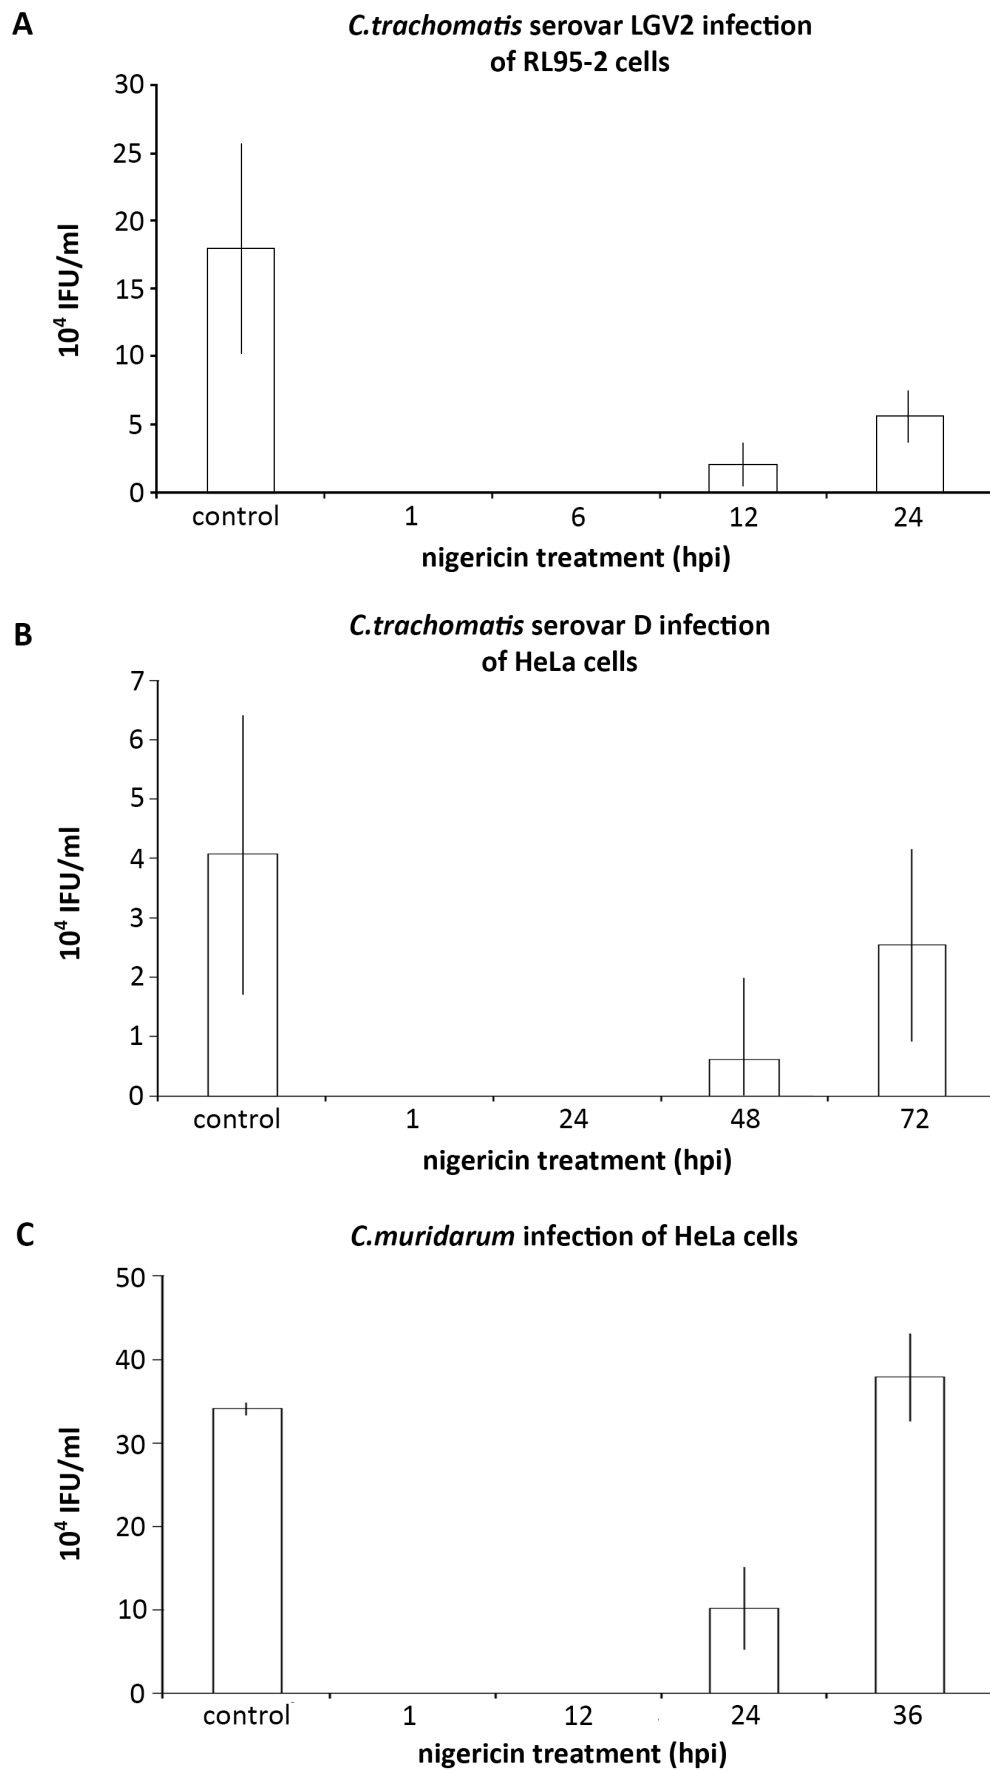 A
C.trachomatis serovar LGV2 infection
of RL95-2 cells
30
25
20
15
10
5
0
10⁴ IFU/ml
control 1 6 12 24
nigericin treatment (hpi)
B
C.trachomatis serovar D infection
of HeLa cells
7
6
5
4
3
2
1
0
10⁴ IFU/ml
control 1 24 48 72
nigericin treatment (hpi)
C
C.muridarum infection of HeLa cells
50
40
30
20
10
0
10⁴ IFU/ml
control 1 12 24 36
nigericin treatment (hpi)